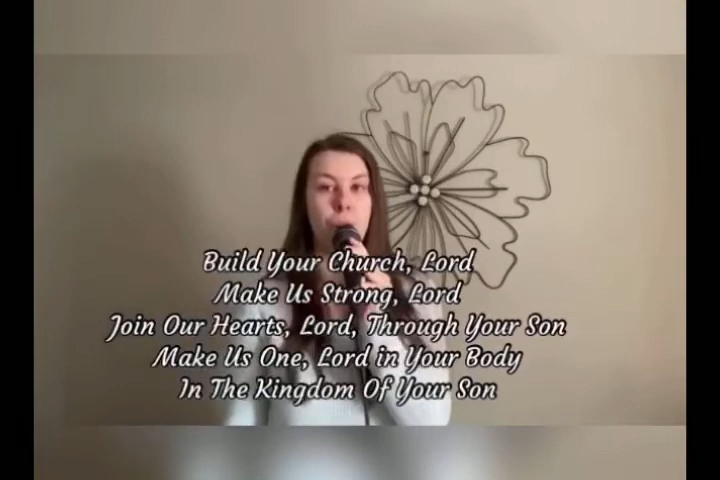 Build Your Church, Lord
Make Us Strong, Lord
Join Our Hearts, Lord, Through Your Son
Make Us One, Lord in Your Body
In The Kingdom Of Your Son